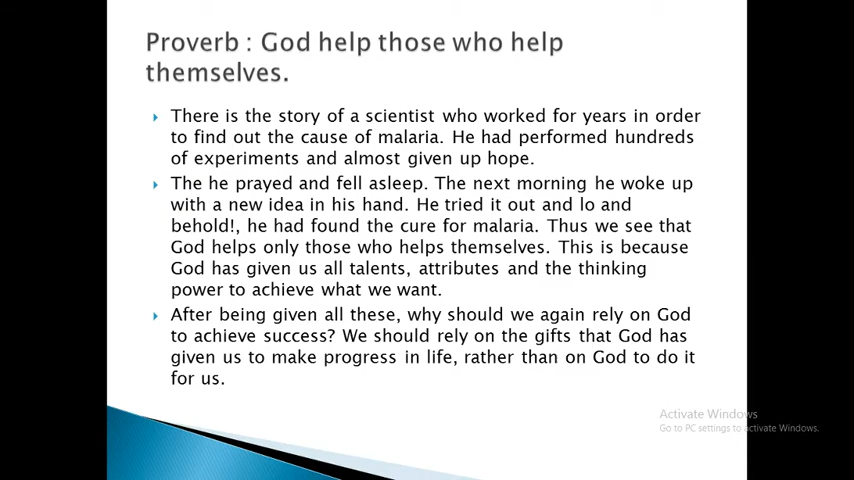 Proverb : God help those who help
themselves.
There is the story of a scientist who worked for years in order
to find out the cause of malaria. He had performed hundreds
of experiments and almost given up hope.
The he prayed and fell asleep. The next morning he woke up
with a new idea in his hand. He tried it out and lo and
behold!, he had found the cure for malaria. Thus we see that
God helps only those who helps themselves. This is because
God has given us all talents, attributes and the thinking
power to achieve what we want.
After being given all these, why should we again rely on God
to achieve success? We should rely on the gifts that God has
given us to make progress in life, rather than on God to do it
for us.
Activate Windows
Go to PC settings to activate Windows.